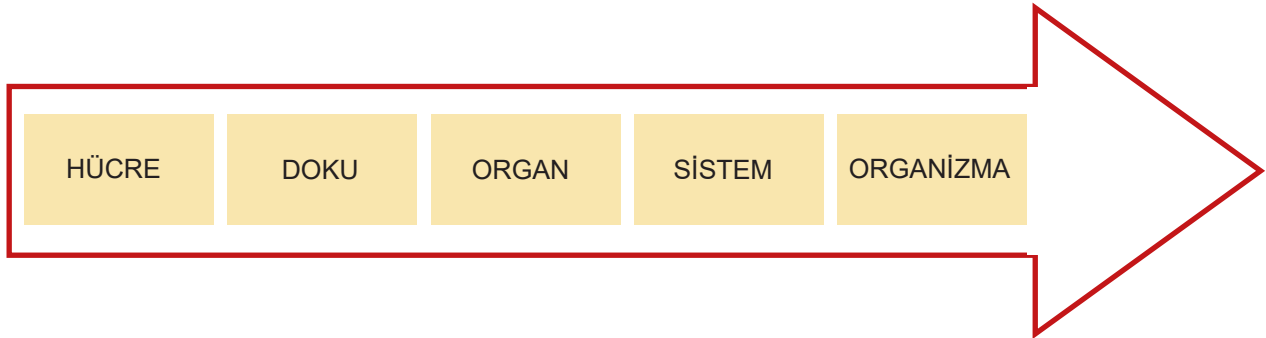 HÜCRE
DOKU
ORGAN
SİSTEM
ORGANİZMA